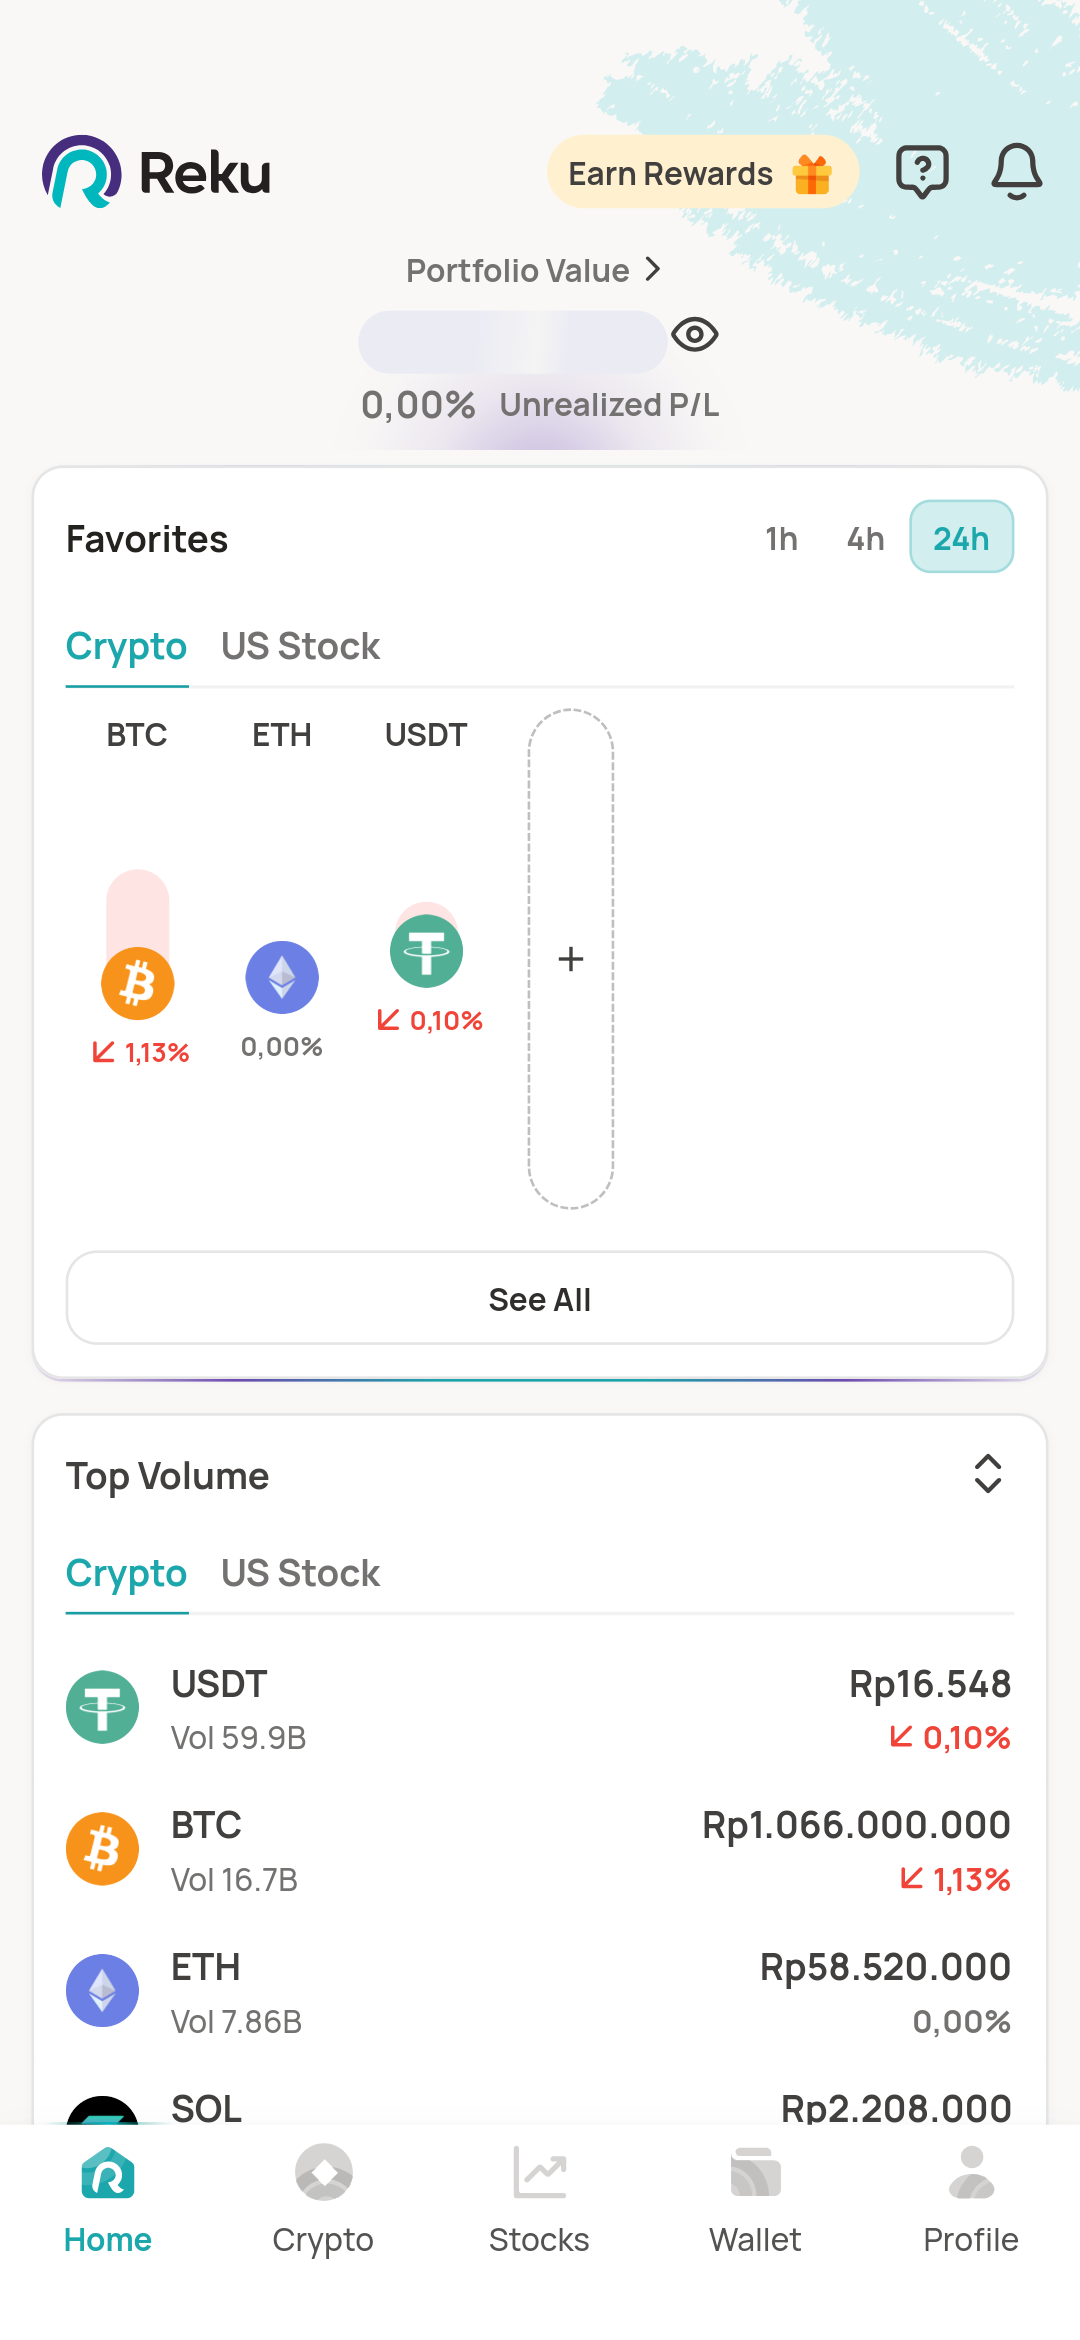 Reku
Earn Rewards
Portfolio Value
0,00% Unrealized P/L
Favorites
1h 4h 24h
Crypto US Stock
BTC ETH USDT
1,13%
0,00%
0,10%
+
See All
Top Volume
Crypto US Stock
USDT Rp16.548
Vol 59.9B 0,10%
BTC Rp1.066.000.000
Vol 16.7B 1,13%
ETH Rp58.520.000
Vol 7.86B 0,00%
SOL Rp2.208.000
Home Crypto Stocks Wallet Profile